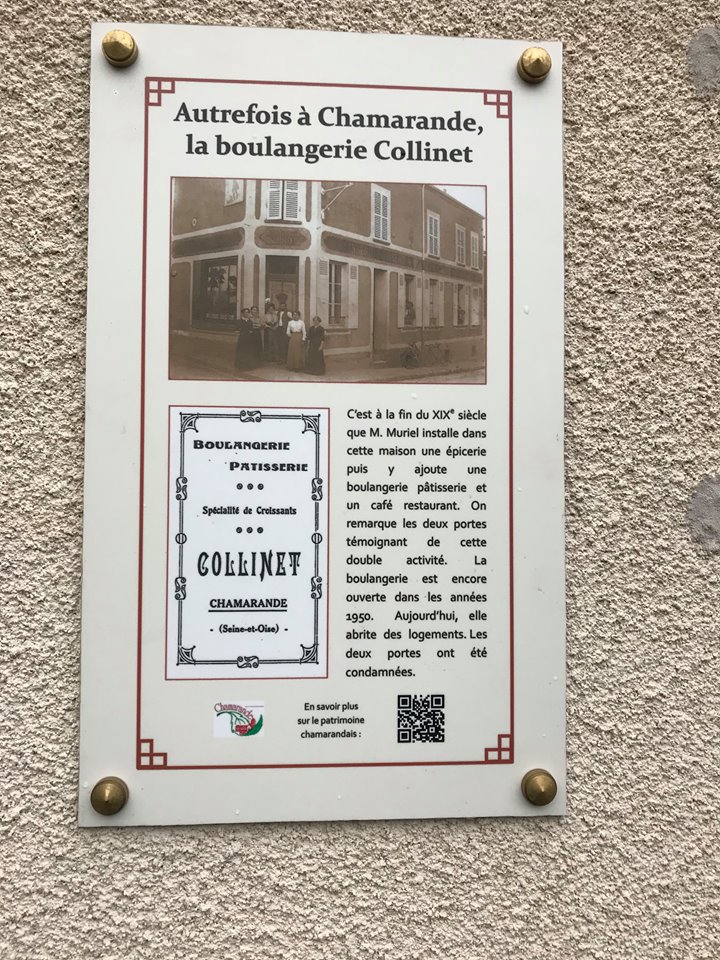 Autrefois à Chamarande,
la boulangerie Collinet
BOULANGERIE
PATISSERIE
Spécialité de Croissants
COLLINET
CHAMARANDE
- (Seine-et-Oise) -
C'est à la fin du XIXe siècle
que M. Muriel installe dans
cette maison une épicerie
puis y ajoute une
boulangerie pâtisserie et
un café restaurant. On
remarque les deux portes
témoignant de cette
double activité. La
boulangerie est encore
ouverte dans les années
1950. Aujourd'hui, elle
abrite des logements. Les
deux portes ont été
condamnées.
Chamarande
En savoir plus
sur le patrimoine
chamarandais :